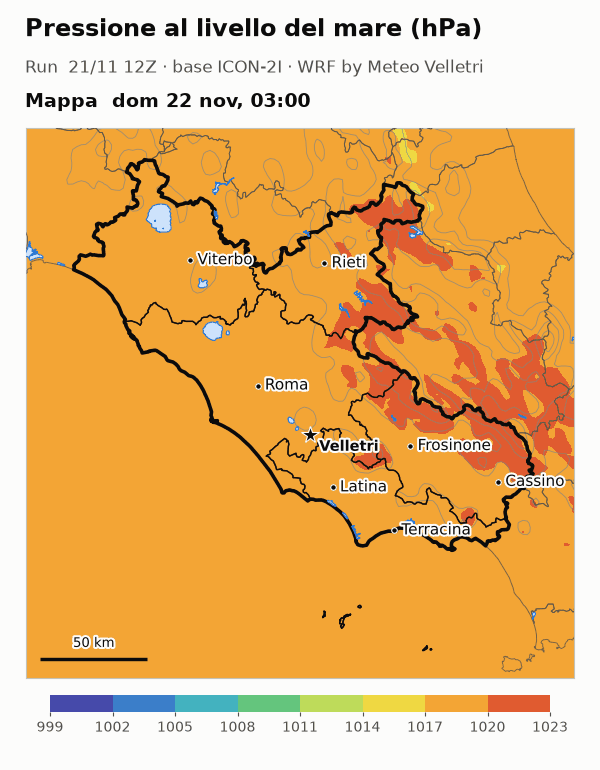 Pressione al livello del mare (hPa)
Run  21/11 12Z · base ICON-2I · WRF by Meteo Velletri
Mappa  dom 22 nov, 03:00
Viterbo
Rieti
Roma
Velletri
Frosinone
Latina
Cassino
Terracina
50 km
999 1002 1005 1008 1011 1014 1017 1020 1023